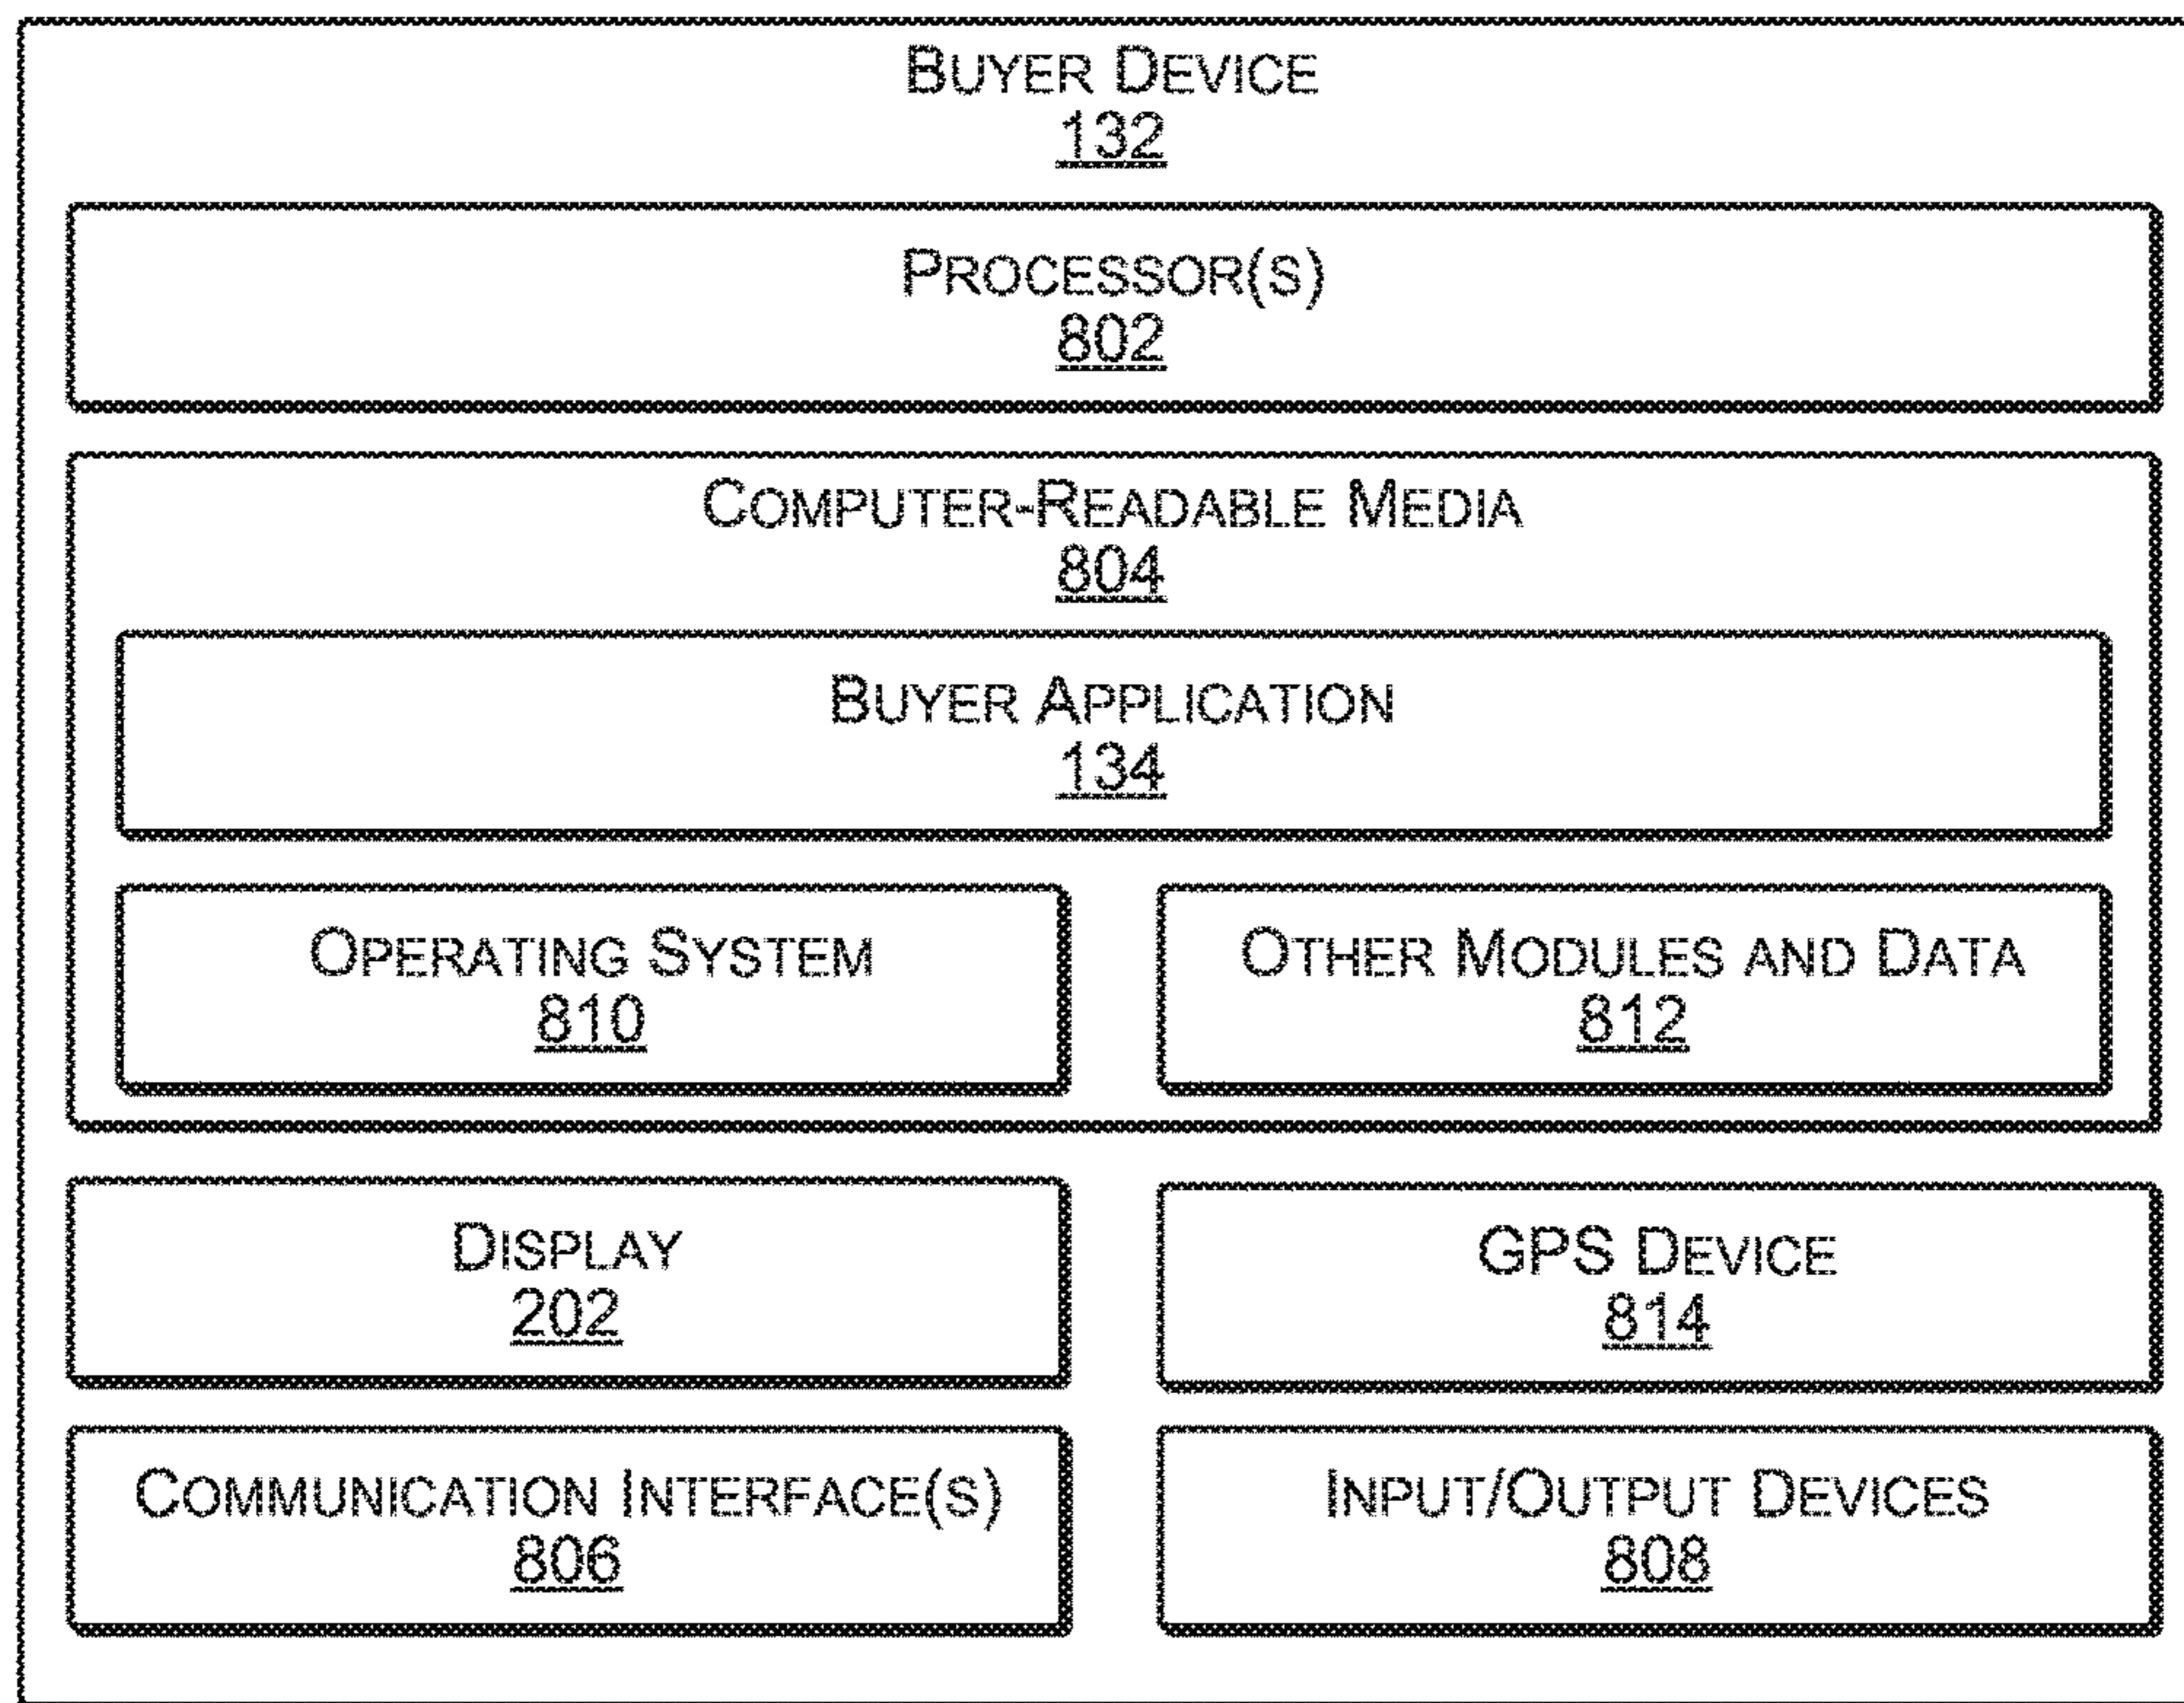 BUYER DEVICE
132
PROCESSOR(S)
802
COMPUTER-READABLE MEDIA
804
BUYER APPLICATION
134
OPERATING SYSTEM
810
OTHER MODULES AND DATA
812
DISPLAY
202
GPS DEVICE
814
COMMUNICATION INTERFACE(S)
806
INPUT/OUTPUT DEVICES
808